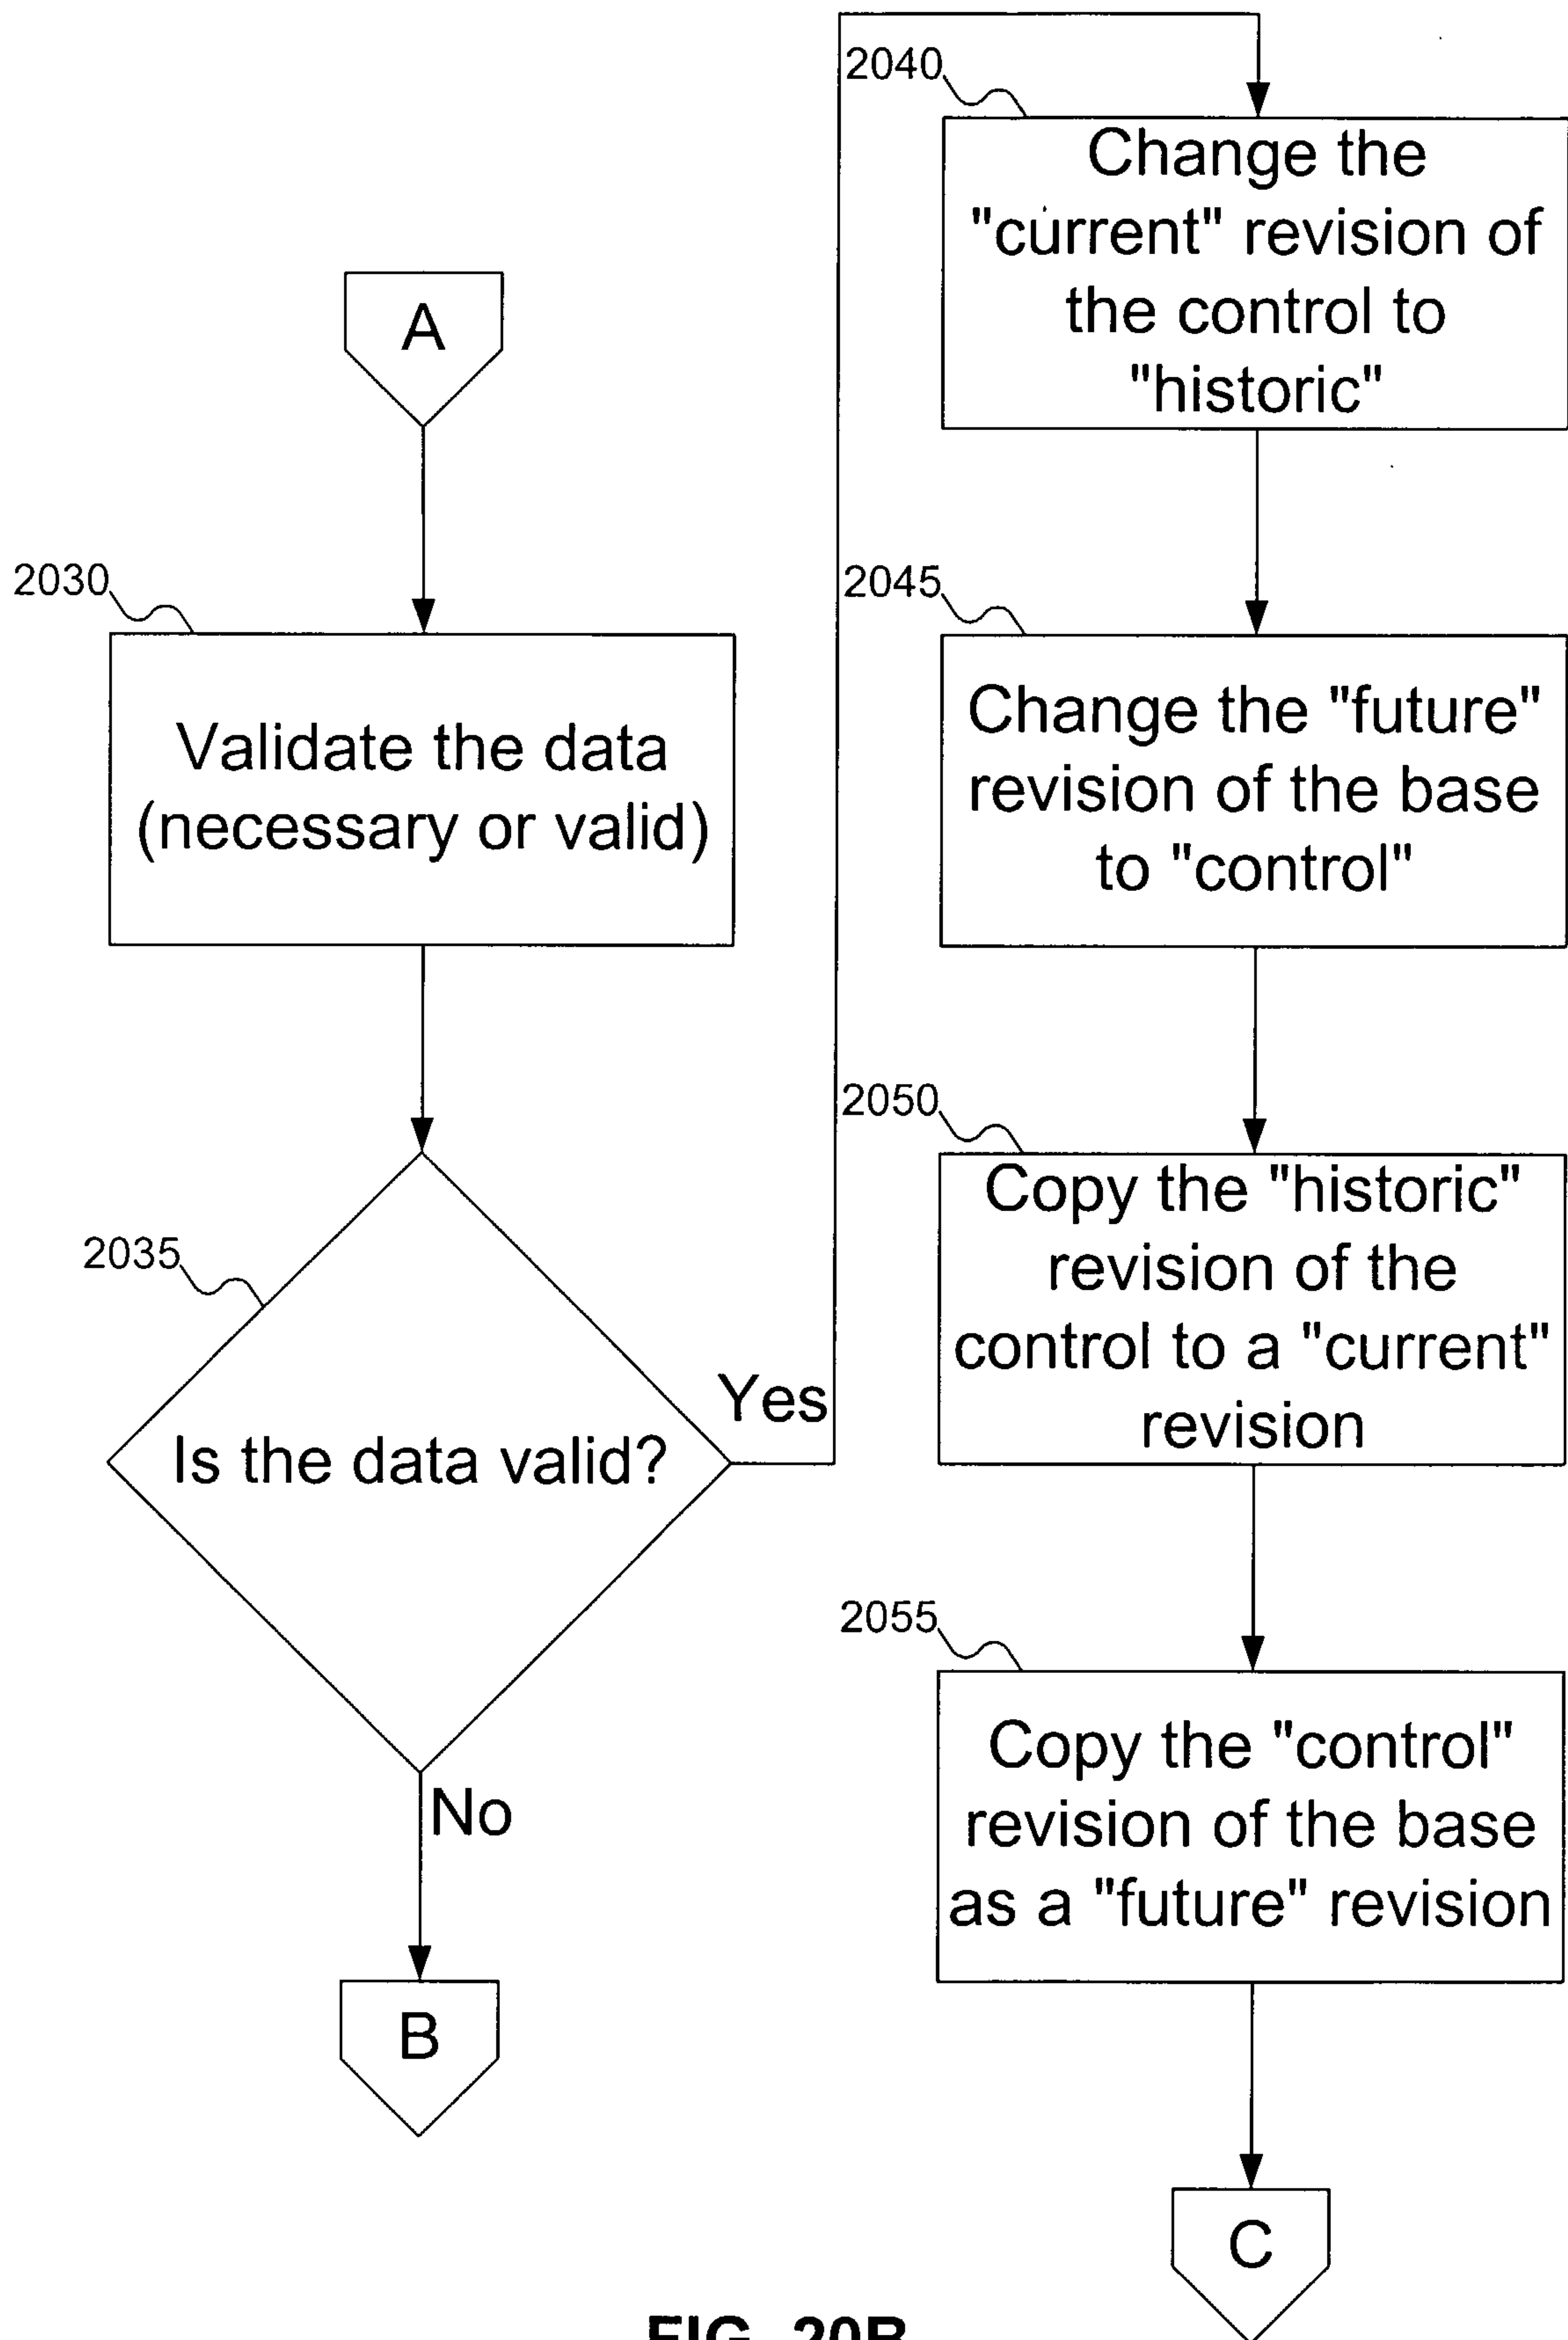 A
2030
Validate the data
(necessary or valid)
2035
Is the data valid?
Yes
No
B
2040
Change the
"current" revision of
the control to
"historic"
2045
Change the "future"
revision of the base
to "control"
2050
Copy the "historic"
revision of the
control to a "current"
revision
2055
Copy the "control"
revision of the base
as a "future" revision
C
FIG. 20B